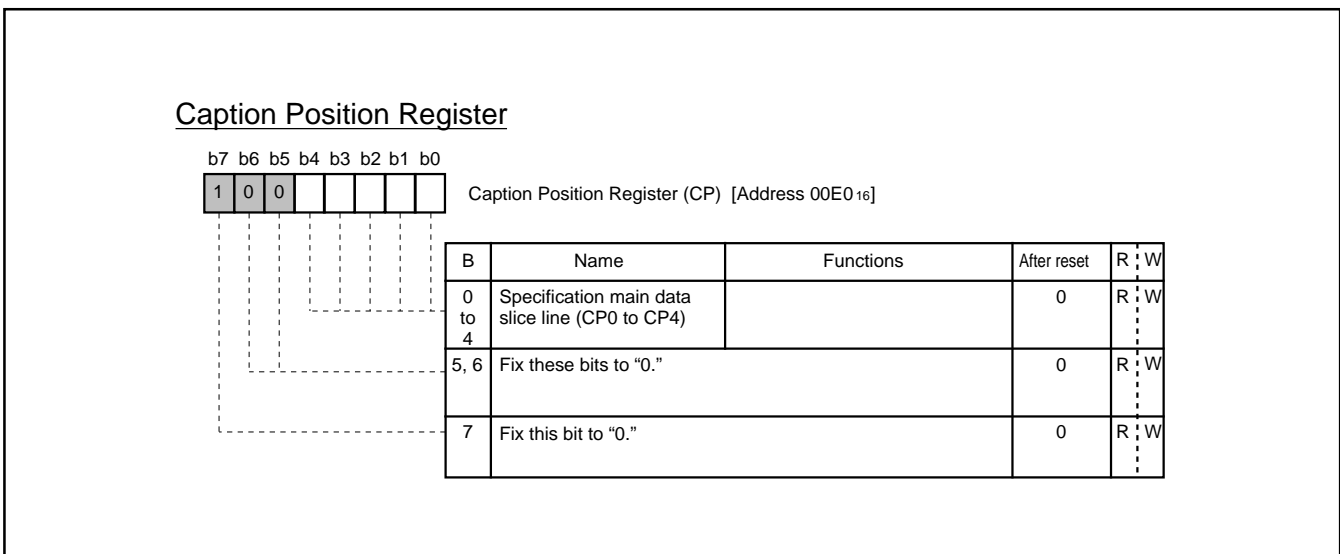 Caption Position Register
b7 b6 b5 b4 b3 b2 b1 b0
1 0 0
Caption Position Register (CP) [Address 00E016]
B Name Functions After reset R W
0 to 4 Specification main data slice line (CP0 to CP4) 0 R W
5, 6 Fix these bits to “0.” 0 R W
7 Fix this bit to “0.” 0 R W